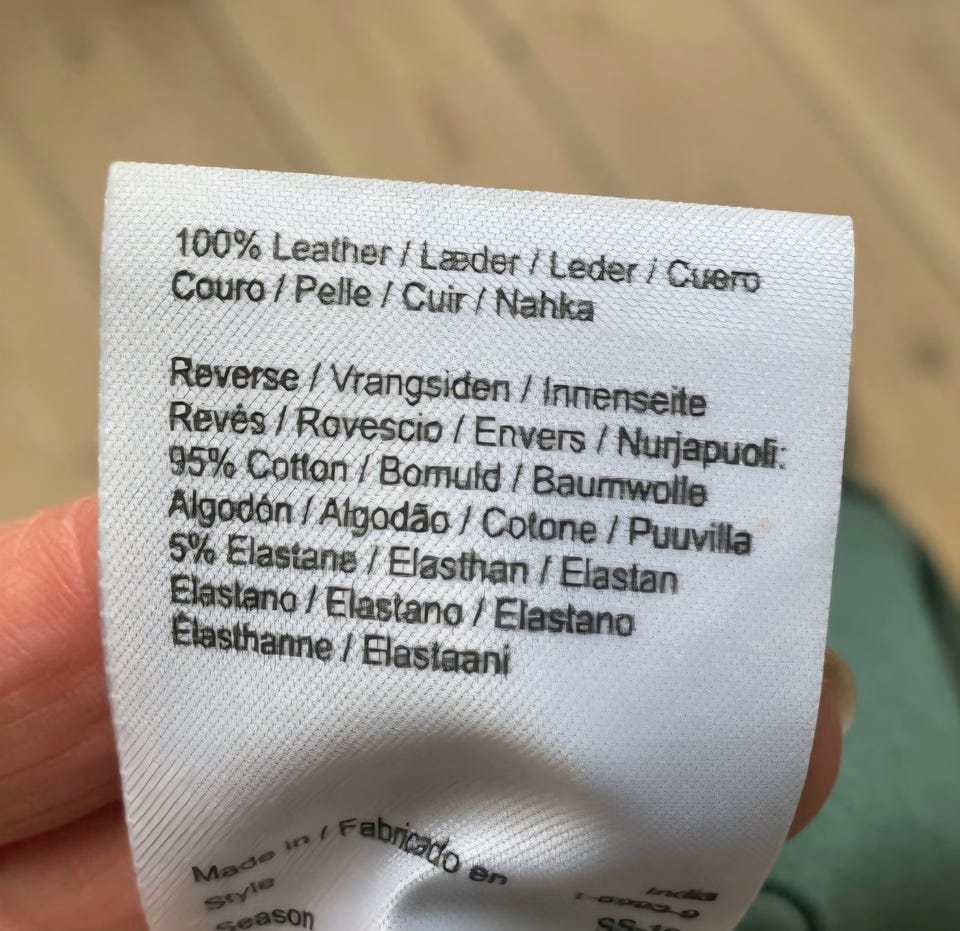 100% Leather / Læder / Leder / Cuero
Couro / Pelle / Cuir / Nahka
Reverse / Vrangsiden / Innenseite
Revés / Rovescio / Envers / Nurjapuoli:
95% Cotton / Bomuld / Baumwolle
Algodón / Algodão / Cotone / Puuvilla
5% Elastane / Elasthan / Elastan
Elastano / Elastano / Elastano
Élasthanne / Elastaani
Made in / Fabricado en India
Style
Season